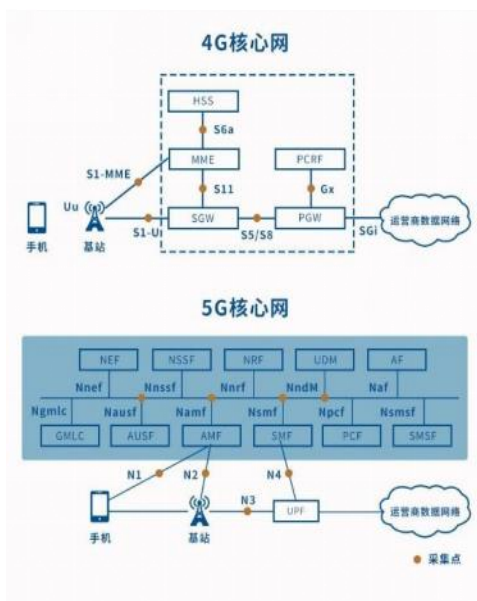 4G核心网
HSS
S6a
MME
PCRF
S1-MME
S11
Gx
Uu
SGW
PGW
运营商数据网络
手机
基站
S1-U
S5/S8
SGi
5G核心网
NEF
NSSF
NRF
UDM
AF
Nnef
Nnssf
Nnrf
NndM
Naf
Ngmlc
Nausf
Namf
Nsmf
Npcf
Nsmsf
GMLC
AUSF
AMF
SMF
PCF
SMSF
N1
N2
N4
N3
UPF
运营商数据网络
手机
基站
采集点